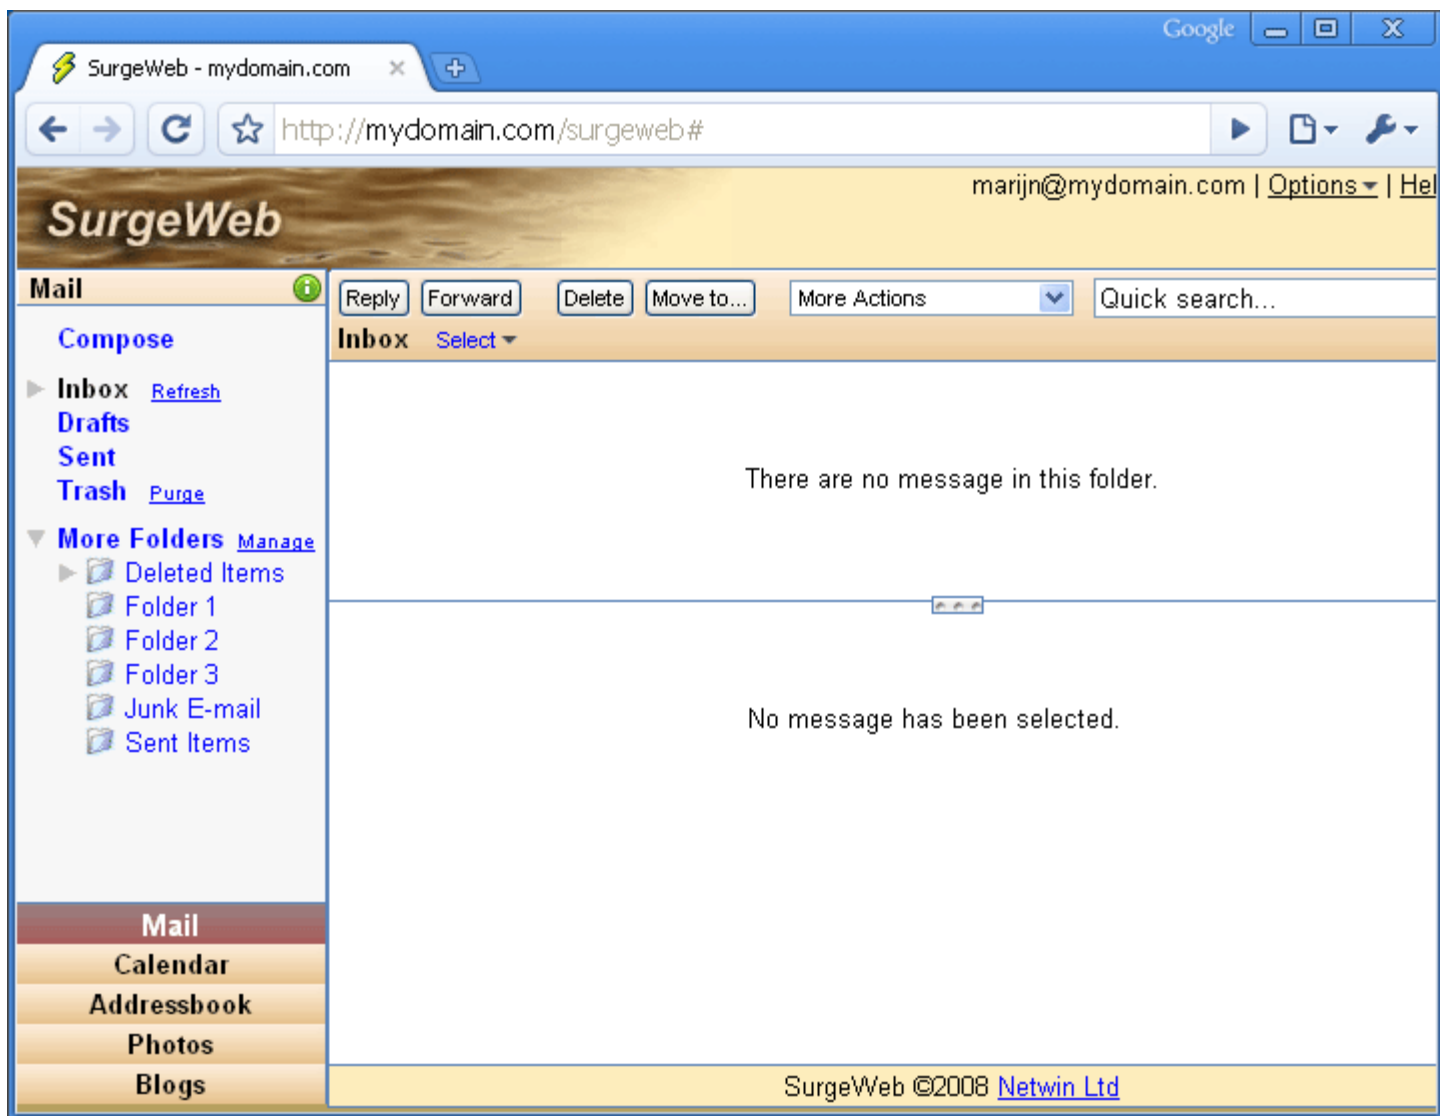 Google
SurgeWeb - mydomain.com
http://mydomain.com/surgeweb#
marijn@mydomain.com | Options | Hel
SurgeWeb
Mail
Reply Forward Delete Move to... More Actions Quick search...
Inbox Select
Compose
Inbox Refresh
Drafts
Sent
Trash Purge
More Folders Manage
Deleted Items
Folder 1
Folder 2
Folder 3
Junk E-mail
Sent Items
There are no message in this folder.
No message has been selected.
Mail
Calendar
Addressbook
Photos
Blogs
SurgeWeb ©2008 Netwin Ltd